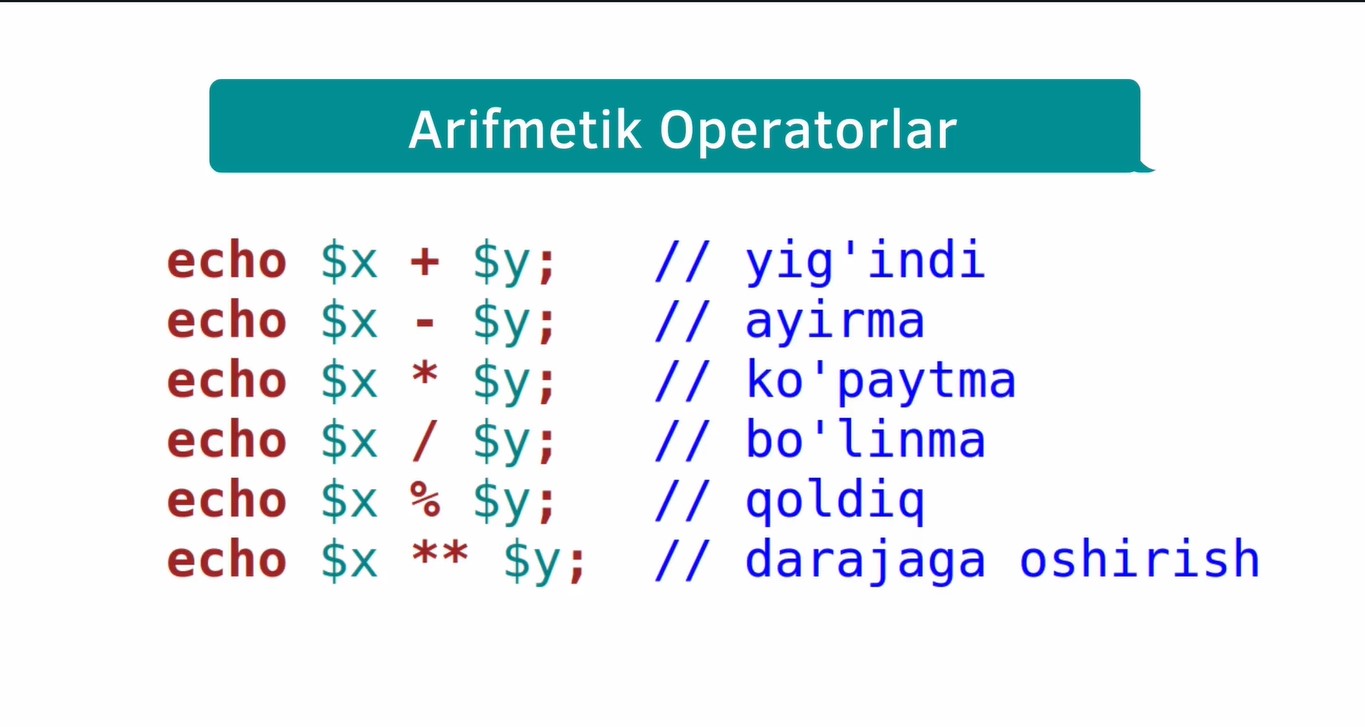 Arifmetik Operatorlar
echo $x + $y;   // yig'indi
echo $x - $y;   // ayirma
echo $x * $y;   // ko'paytma
echo $x / $y;   // bo'linma
echo $x % $y;   // qoldiq
echo $x ** $y;  // darajaga oshirish